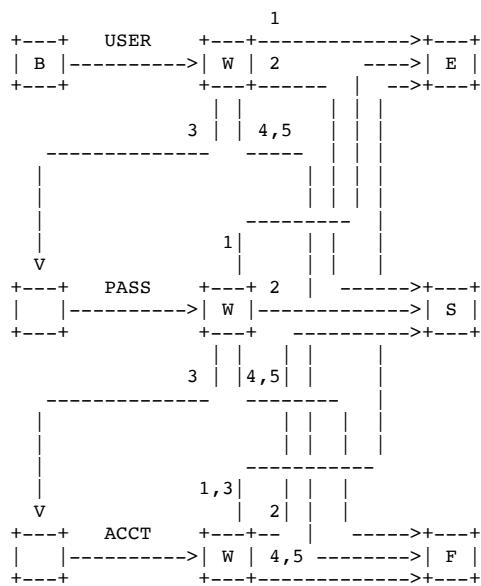 1
USER
B W 2 E
3 4,5
1
V
PASS 2
W S
3 4,5
1,3
V 2
ACCT
W 4,5 F